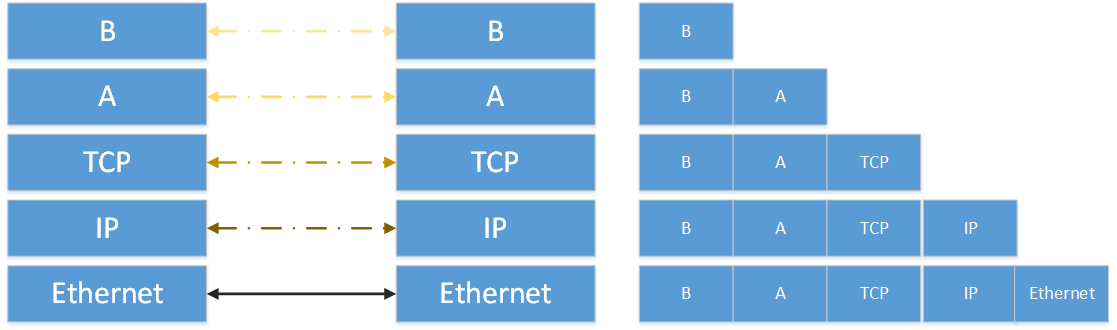 B B B
A A B A
TCP TCP B A TCP
IP IP B A TCP IP
Ethernet Ethernet B A TCP IP Ethernet